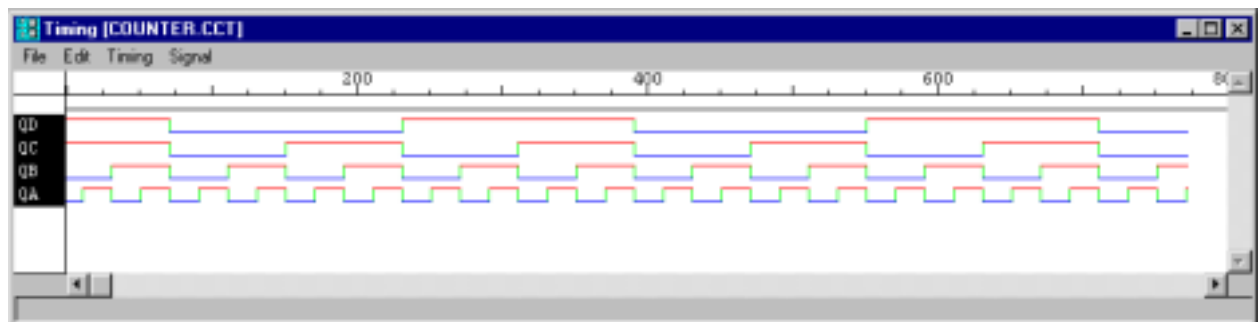 Timing [COUNTER.CCT]
File Edit Timing Signal
200 400 600
QD
QC
QB
QA